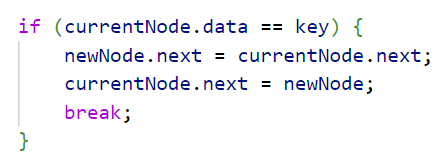 if (currentNode.data == key) {
    newNode.next = currentNode.next;
    currentNode.next = newNode;
    break;
}